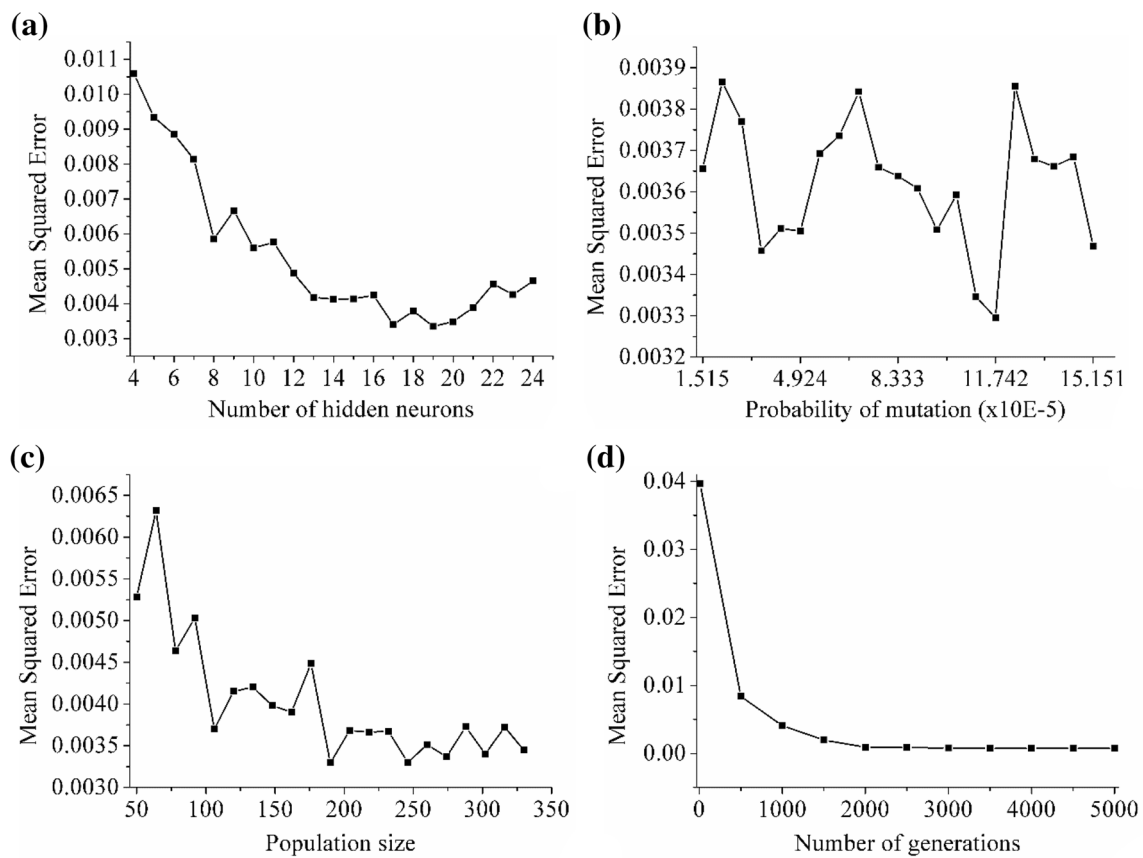 (a)
Mean Squared Error
0.011
0.010
0.009
0.008
0.007
0.006
0.005
0.004
0.003
4 6 8 10 12 14 16 18 20 22 24
Number of hidden neurons
(b)
Mean Squared Error
0.0039
0.0038
0.0037
0.0036
0.0035
0.0034
0.0033
0.0032
1.515 4.924 8.333 11.742 15.151
Probability of mutation (x10E-5)
(c)
Mean Squared Error
0.0065
0.0060
0.0055
0.0050
0.0045
0.0040
0.0035
0.0030
50 100 150 200 250 300 350
Population size
(d)
Mean Squared Error
0.04
0.03
0.02
0.01
0.00
0 1000 2000 3000 4000 5000
Number of generations